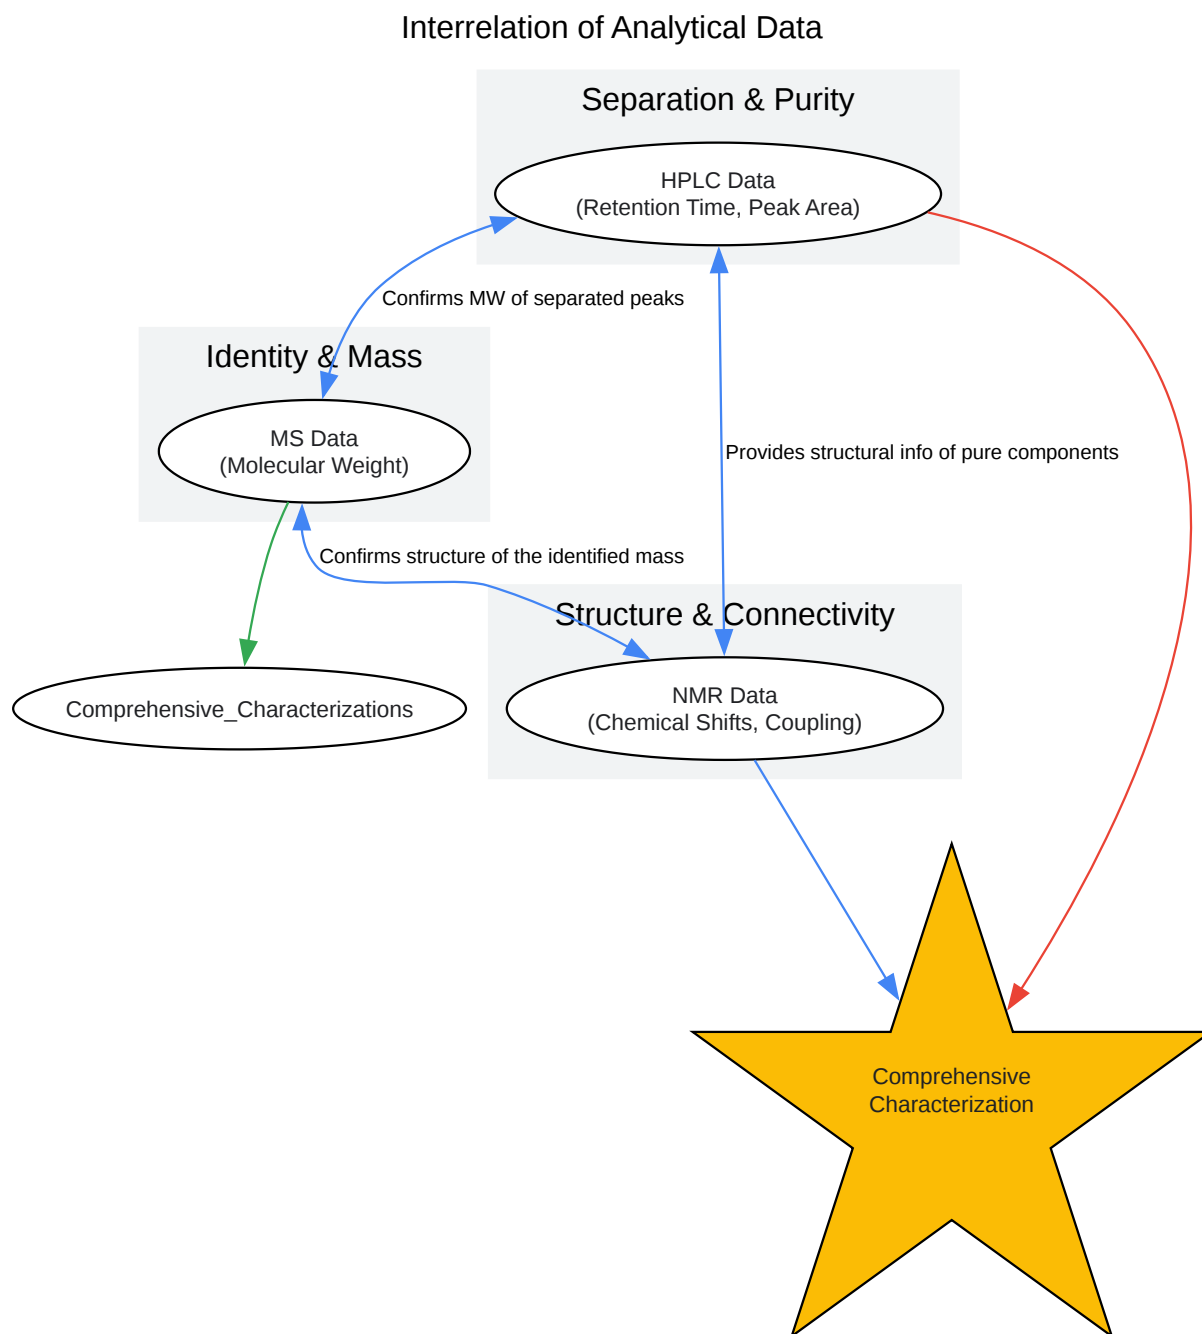 Interrelation of Analytical Data
Separation & Purity
HPLC Data
(Retention Time, Peak Area)
Confirms MW of separated peaks
Identity & Mass
MS Data
(Molecular Weight)
Provides structural info of pure components
Confirms structure of the identified mass
Structure & Connectivity
NMR Data
(Chemical Shifts, Coupling)
Comprehensive_Characterizations
Comprehensive
Characterization